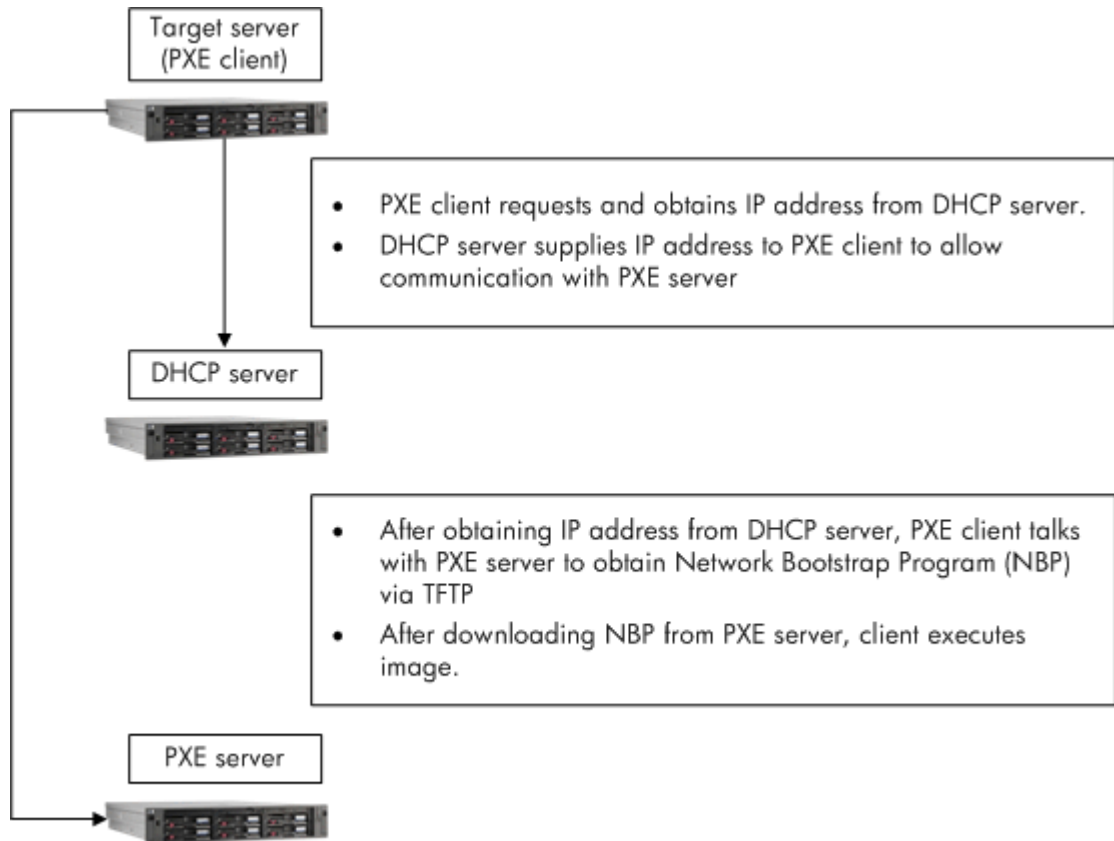 Target server
(PXE client)
• PXE client requests and obtains IP address from DHCP server.
• DHCP server supplies IP address to PXE client to allow
communication with PXE server
DHCP server
• After obtaining IP address from DHCP server, PXE client talks
with PXE server to obtain Network Bootstrap Program (NBP)
via TFTP
• After downloading NBP from PXE server, client executes
image.
PXE server